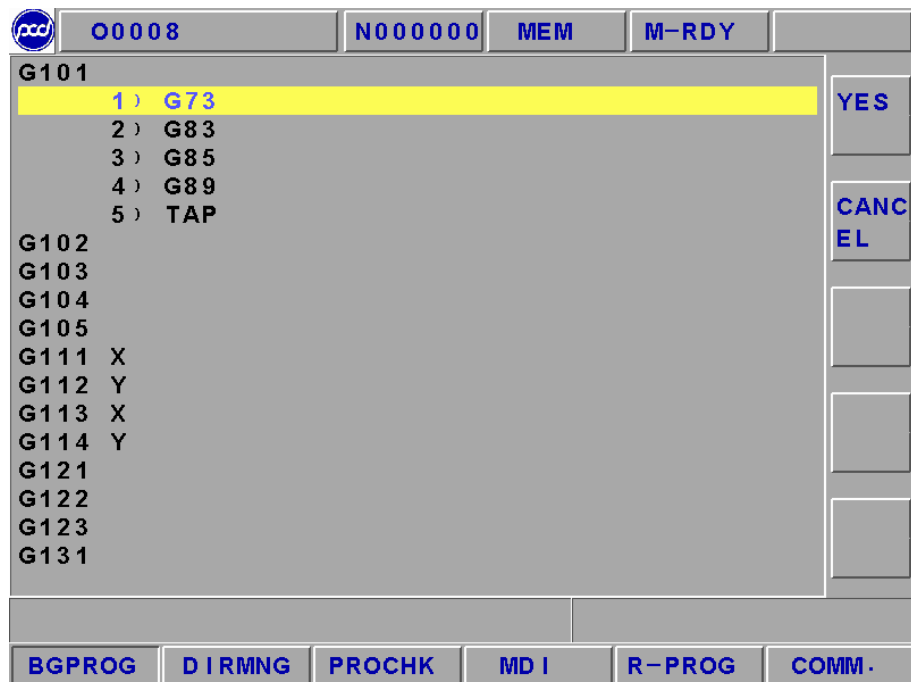 pcd O0008 N000000 MEM M-RDY
G101
1) G73
YES
2) G83
3) G85
4) G89
5) TAP
CANC
EL
G102
G103
G104
G105
G111 X
G112 Y
G113 X
G114 Y
G121
G122
G123
G131
BGPROG DIRMNG PROCHK MDI R-PROG COMM.